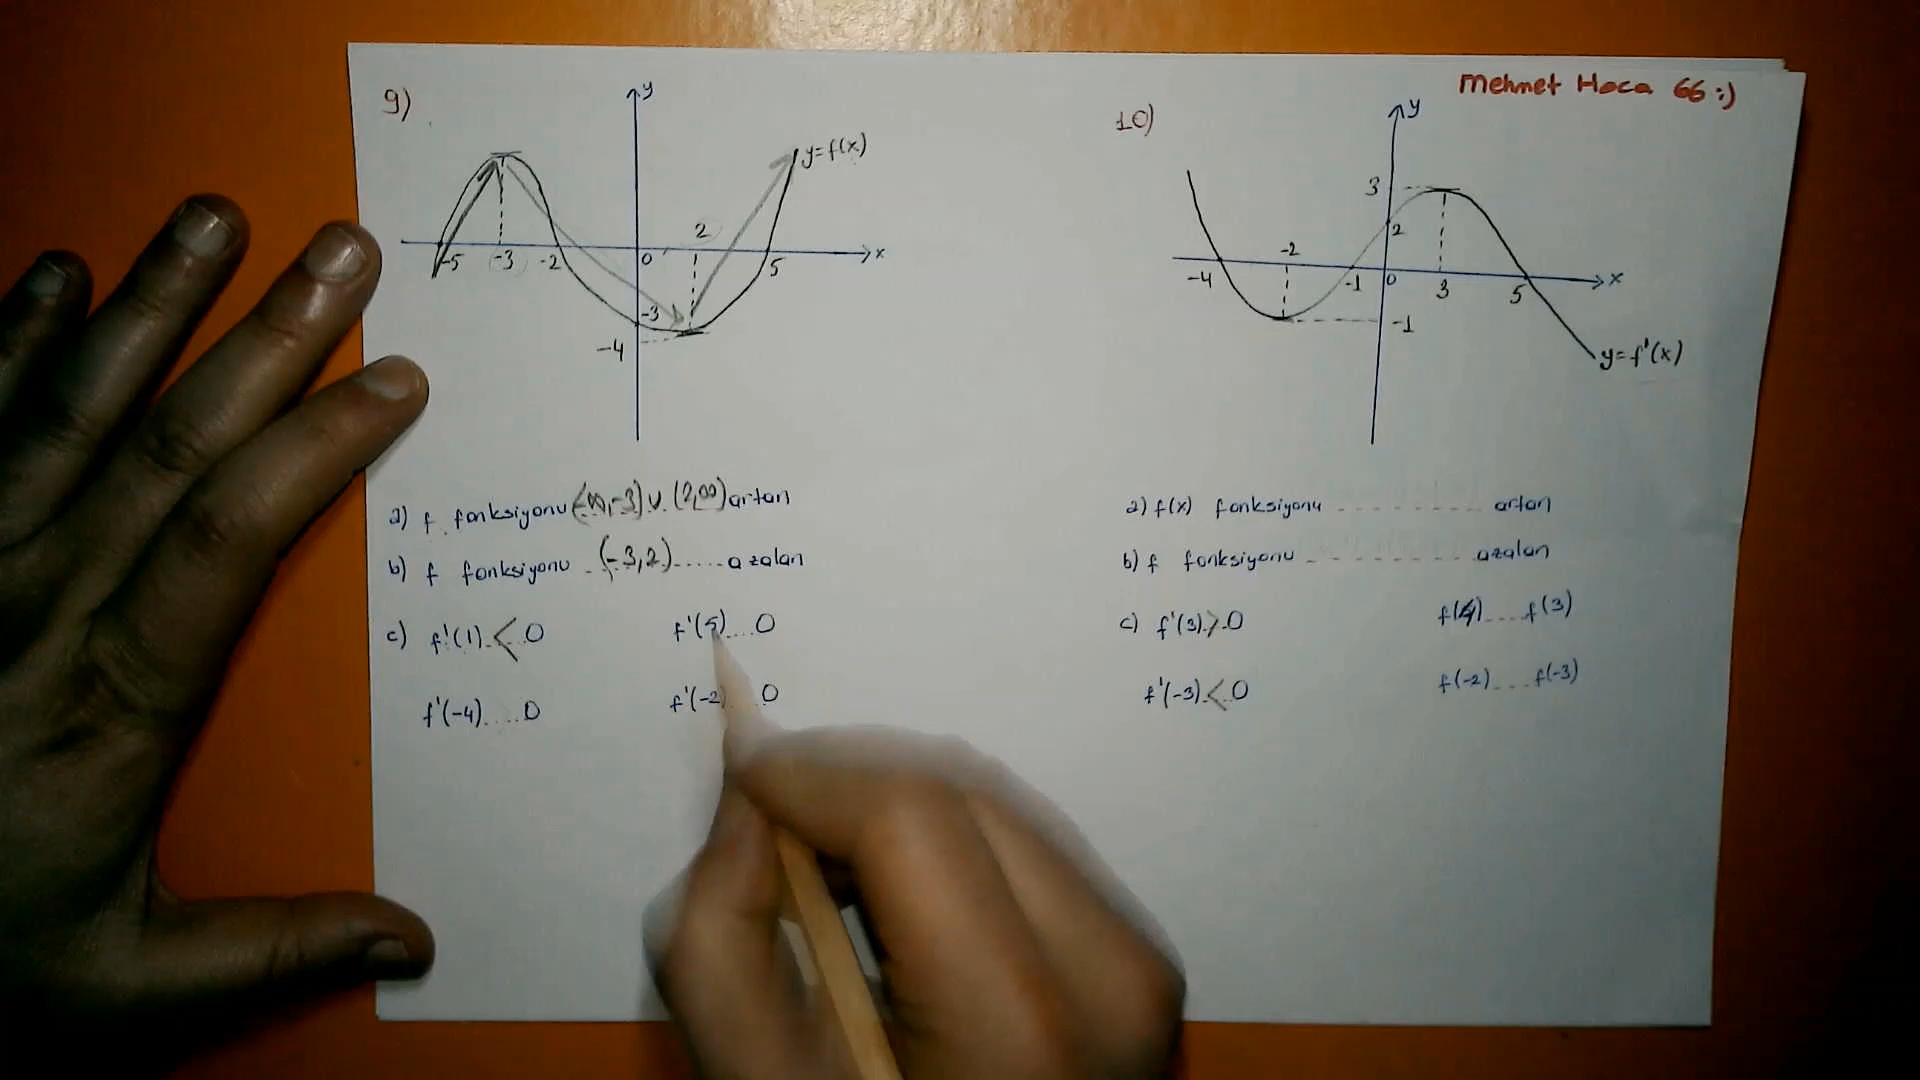 Mehmet Hoca 66 :)
9)
y
y=f(x)
x
-5 -3 -2 0 2 5
-3
-4
a) f fonksiyonu (-∞,-3) ∪ (2,∞) artan
b) f fonksiyonu (-3,2)..... azalan
c) f'(1) < 0 f'(5)....0
f'(-4).....0 f'(-2)....0
10)
y
3
2
-4 -2 -1 0 3 5
x
-1
y=f'(x)
a) f(x) fonksiyonu - - - - - - - - artan
b) f fonksiyonu - - - - - - - - azalan
c) f'(3) > 0 f(4)....f(3)
f'(-3) < 0 f(-2)....f(-3)